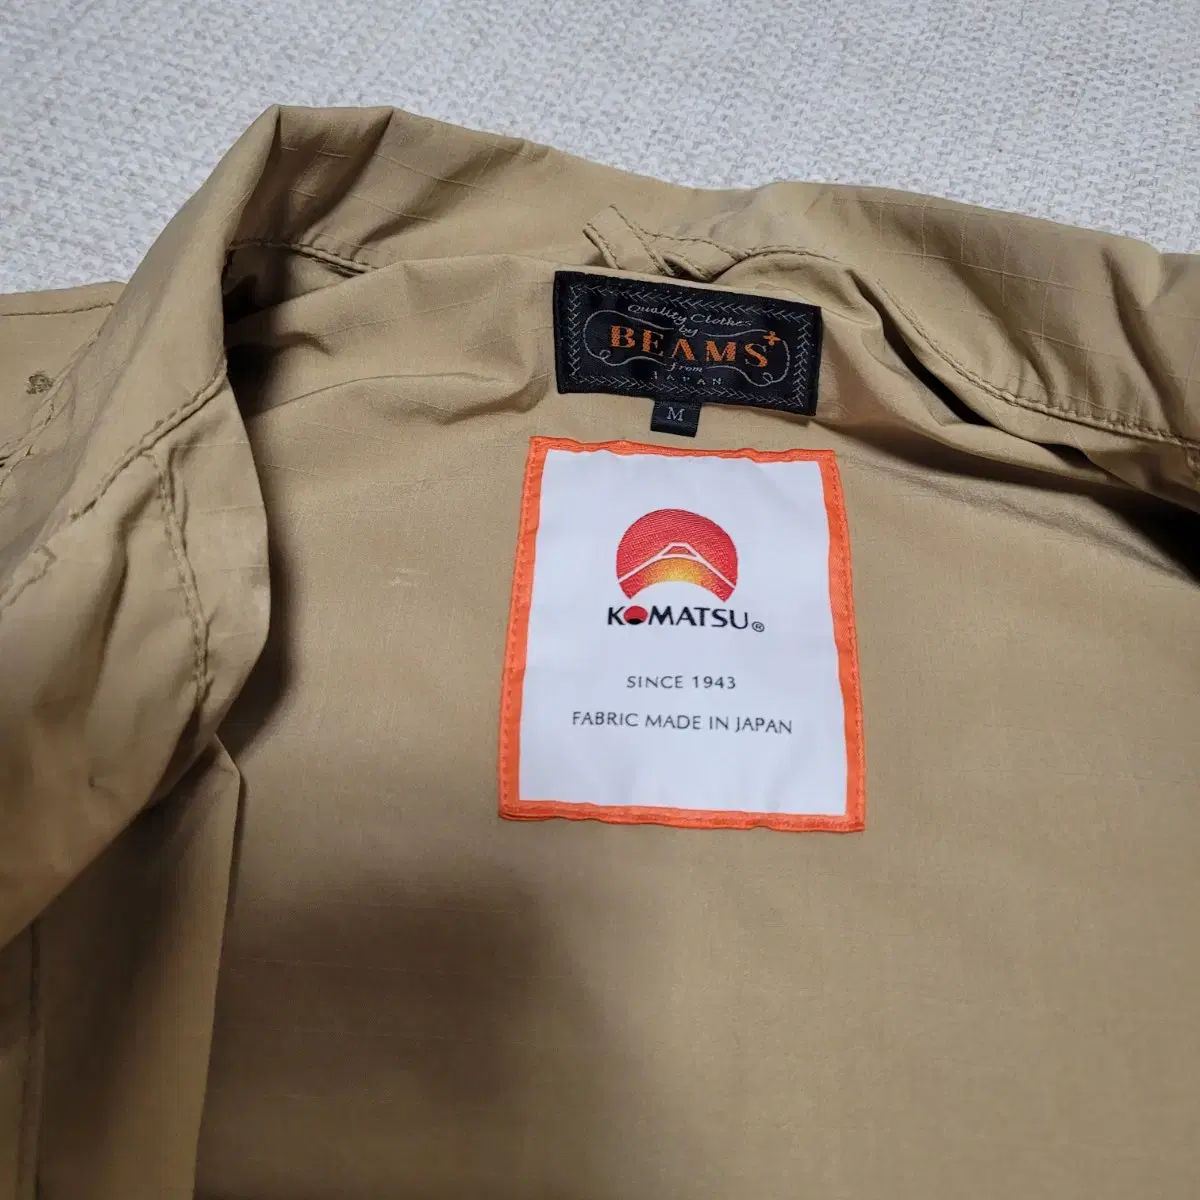 Quality Clothes
by
BEAMS+
from
JAPAN
M
KOMATSU®
SINCE 1943
FABRIC MADE IN JAPAN